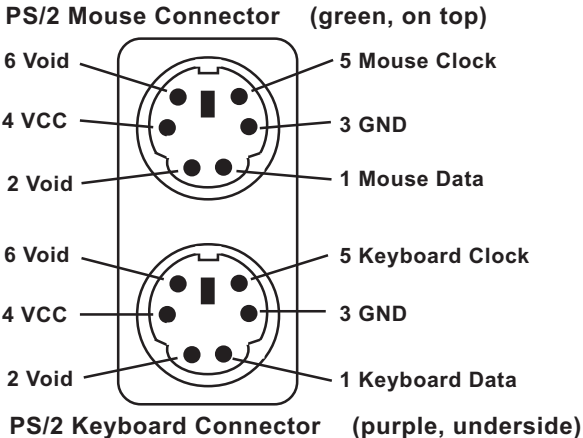 PS/2 Mouse Connector (green, on top)
6 Void
5 Mouse Clock
4 VCC
3 GND
2 Void
1 Mouse Data
6 Void
5 Keyboard Clock
4 VCC
3 GND
2 Void
1 Keyboard Data
PS/2 Keyboard Connector (purple, underside)